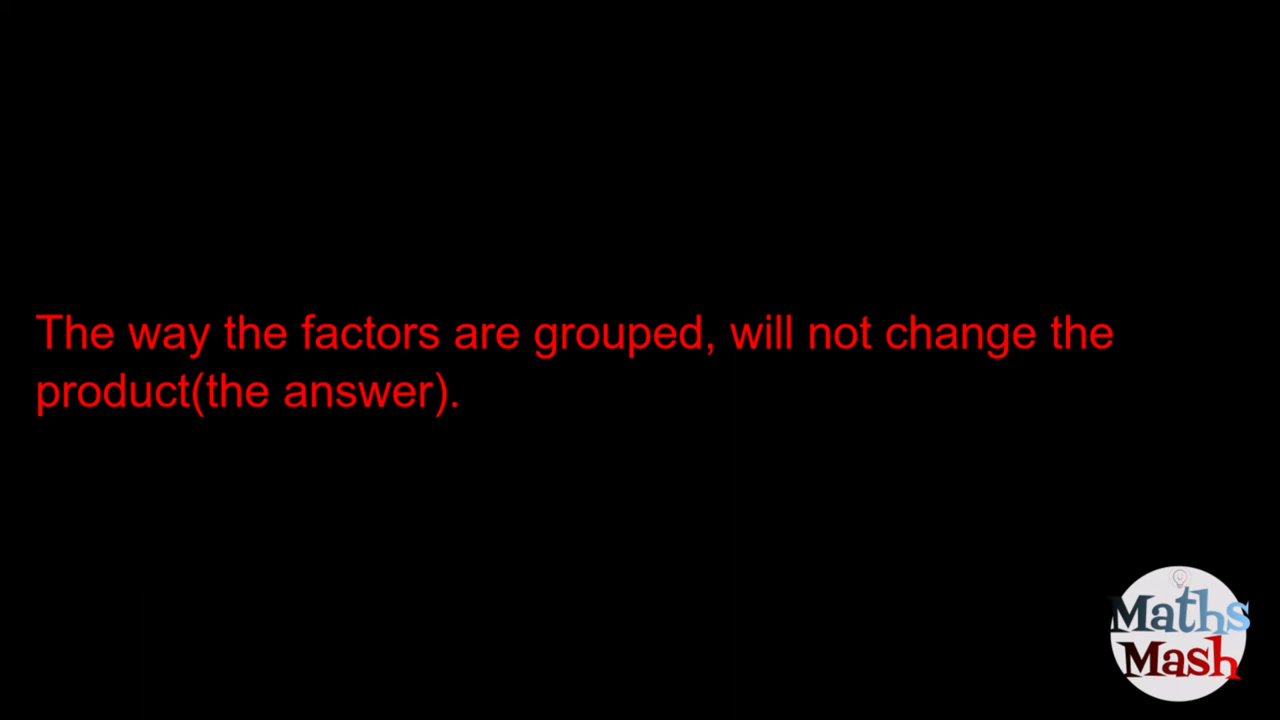 The way the factors are grouped, will not change the
product(the answer).
Maths
Mash